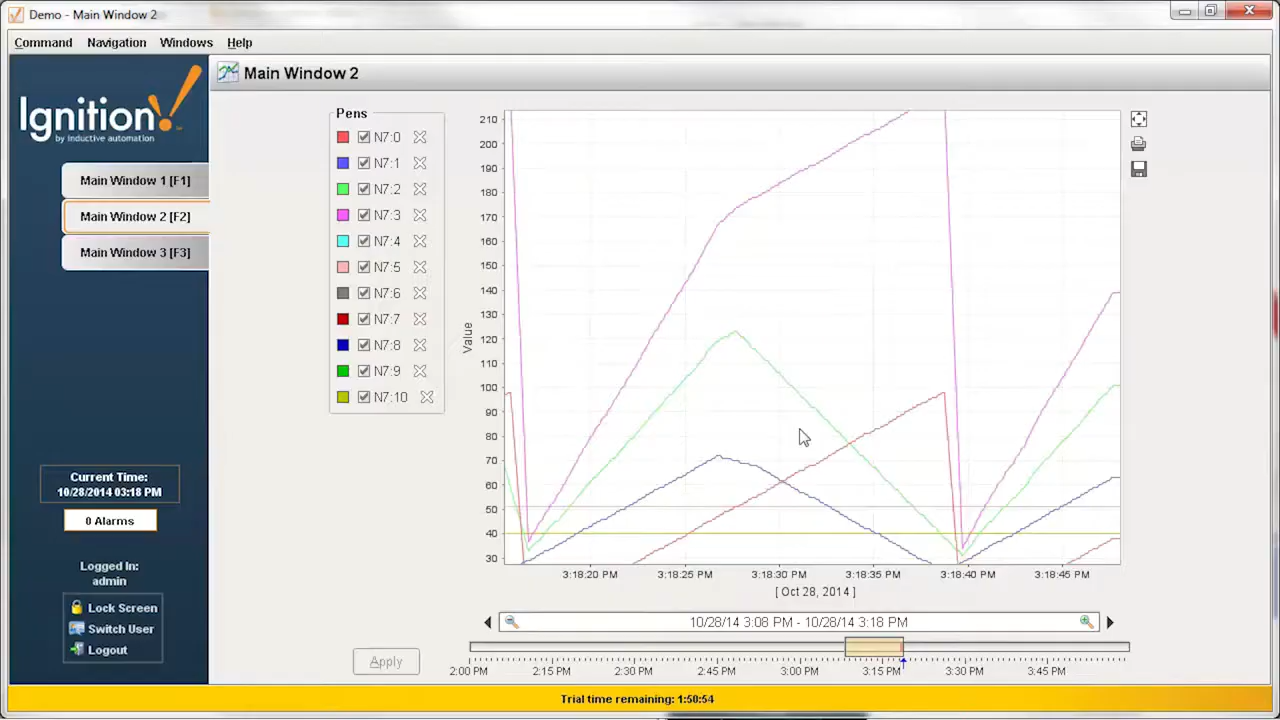 Demo - Main Window 2
Command Navigation Windows Help
Ignition!
by inductive automation
Main Window 1 [F1]
Main Window 2 [F2]
Main Window 3 [F3]
Current Time:
10/28/2014 03:18 PM
0 Alarms
Logged In:
admin
Lock Screen
Switch User
Logout
Main Window 2
Pens
N7:0
N7:1
N7:2
N7:3
N7:4
N7:5
N7:6
N7:7
N7:8
N7:9
N7:10
Apply
Value
210
200
190
180
170
160
150
140
130
120
110
100
90
80
70
60
50
40
30
3:18:20 PM 3:18:25 PM 3:18:30 PM 3:18:35 PM 3:18:40 PM 3:18:45 PM
[ Oct 28, 2014 ]
10/28/14 3:08 PM - 10/28/14 3:18 PM
2:00 PM 2:15 PM 2:30 PM 2:45 PM 3:00 PM 3:15 PM 3:30 PM 3:45 PM
Trial time remaining: 1:50:54